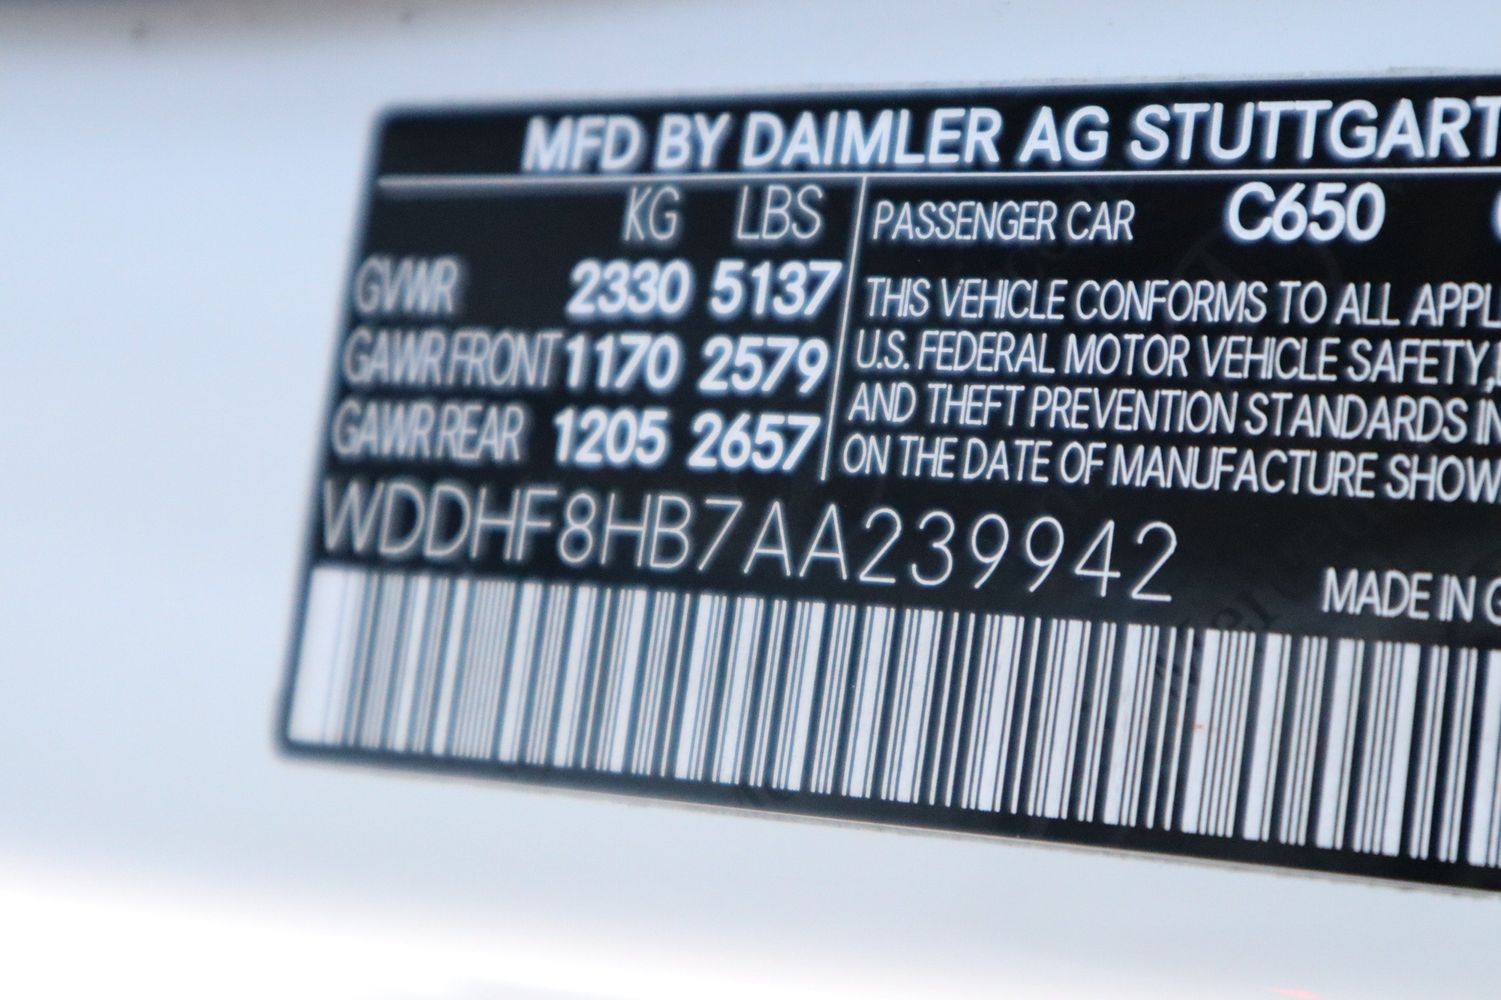 MFD BY DAIMLER AG STUTTGART
KG LBS
GVWR 2330 5137
GAWR FRONT 1170 2579
GAWR REAR 1205 2657
PASSENGER CAR C650
THIS VEHICLE CONFORMS TO ALL APPL
U.S. FEDERAL MOTOR VEHICLE SAFETY,
AND THEFT PREVENTION STANDARDS IN
ON THE DATE OF MANUFACTURE SHOW
WDDHF8HB7AA239942
MADE IN G